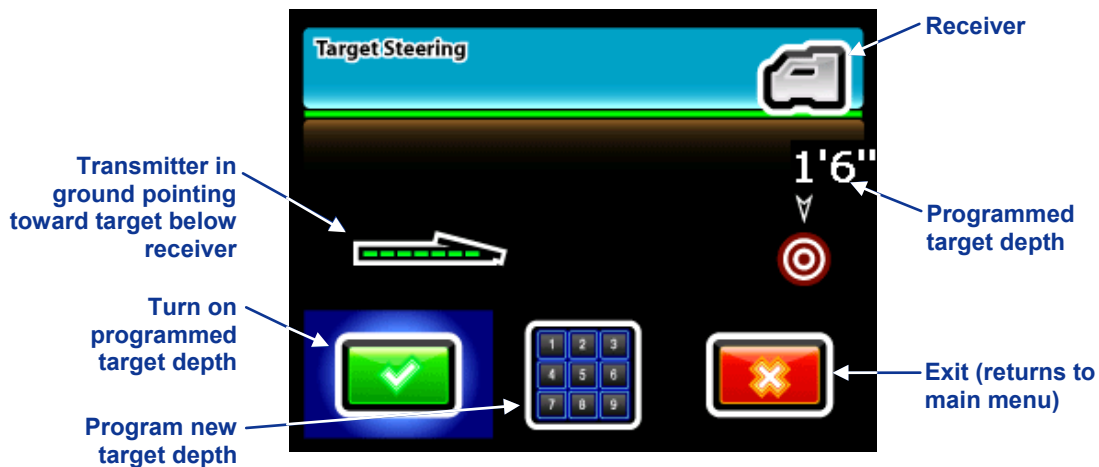 Target Steering
Receiver
1'6"
Transmitter in
ground pointing
toward target below
receiver
Programmed
target depth
Turn on
programmed
target depth
1 2 3
4 5 6
7 8 9
Program new
target depth
Exit (returns to
main menu)